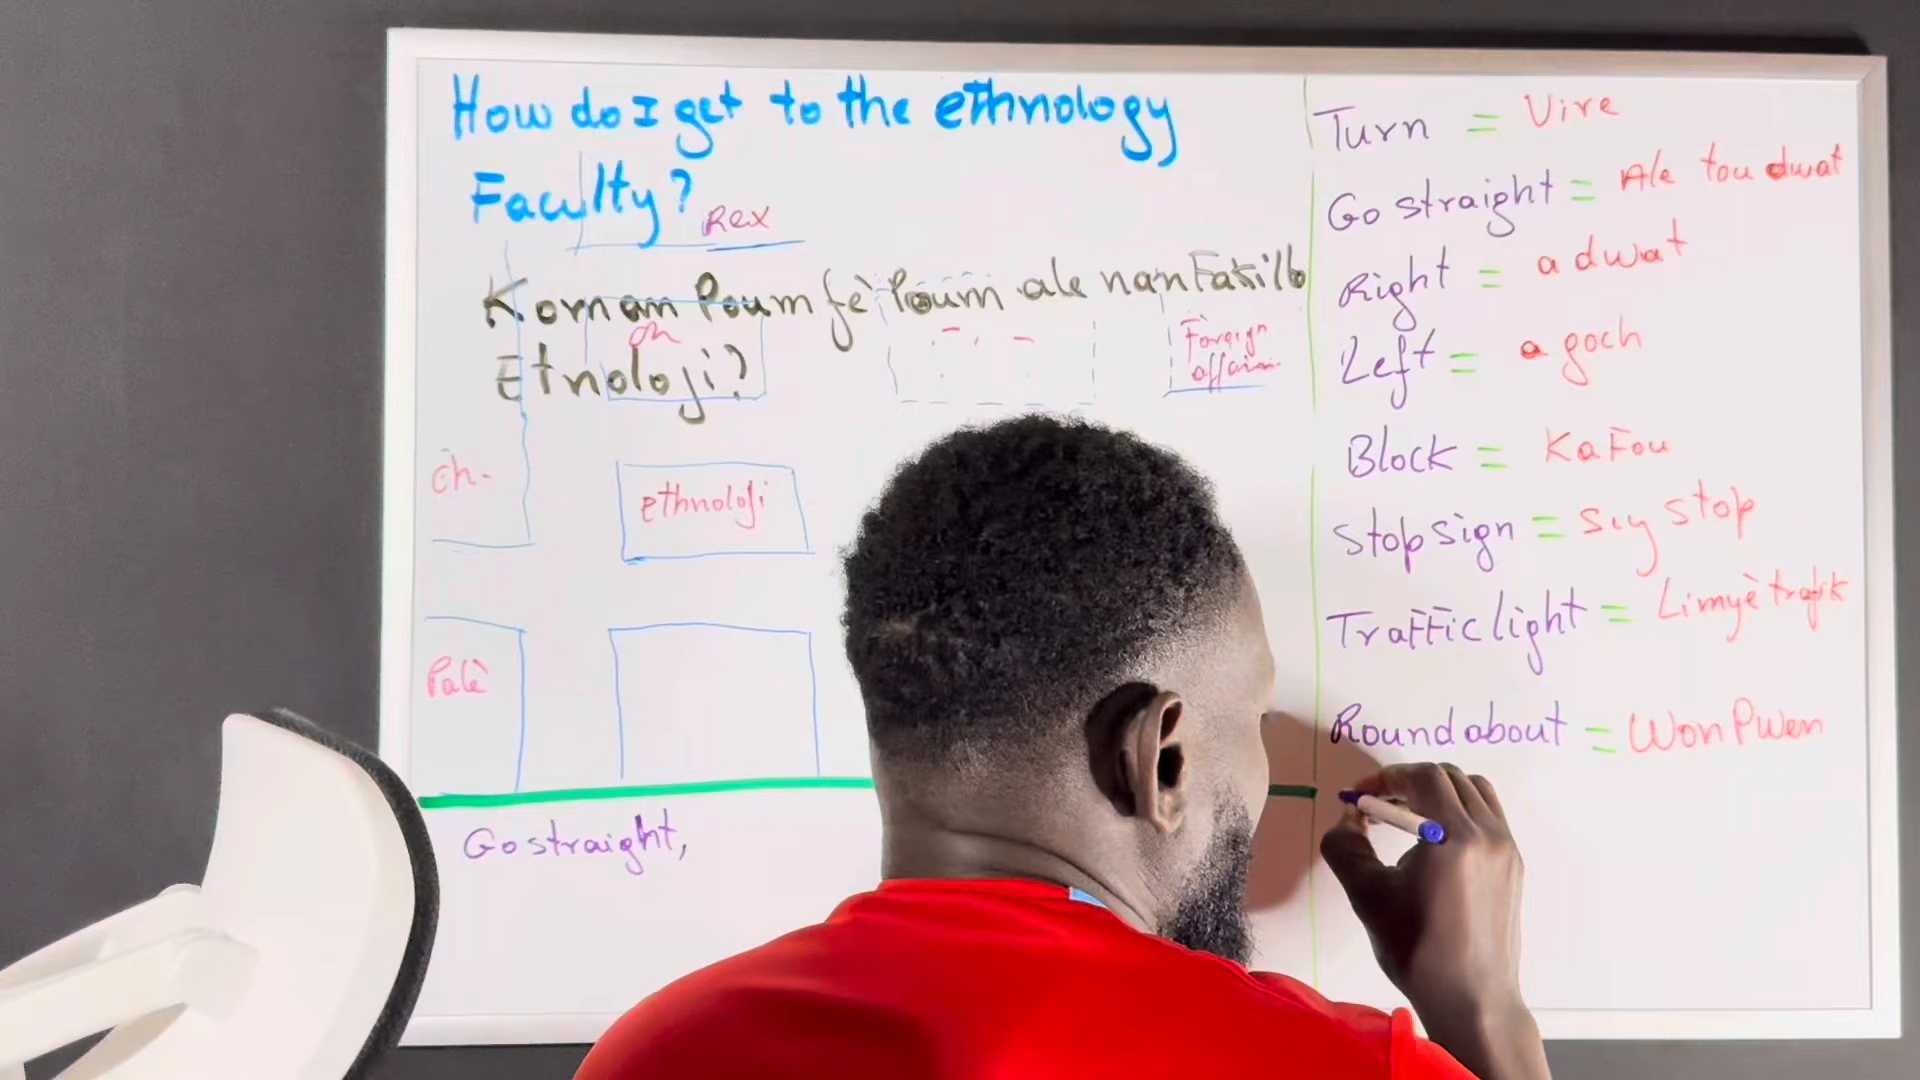 How do I get to the ethnology
Faculty?
Rex
Kornam Poum fè Poum ale nan Fakilte
Etnoloji?
Foreign
affairs
ch.
ethnoloji
Palè
Go straight,
Turn = Vire
Go straight = Ale tou dwat
Right = a dwat
Left = a goch
Block = KaFou
Stop sign = siy stop
Traffic light = Limyè trafik
Roundabout = Won Pwen